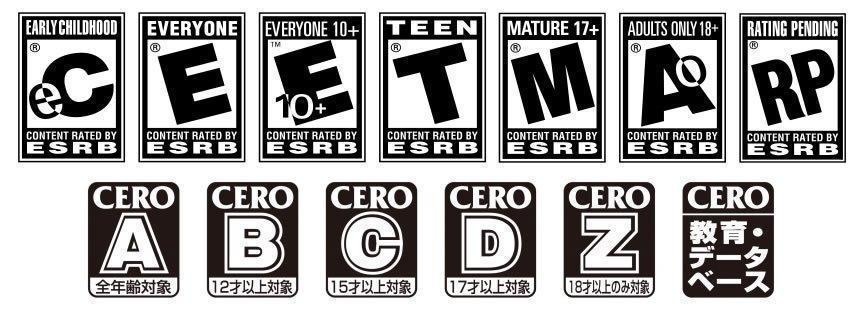 EARLY CHILDHOOD
® eC
CONTENT RATED BY
ESRB
EVERYONE
® E
CONTENT RATED BY
ESRB
EVERYONE 10+
™ E
10+
CONTENT RATED BY
ESRB
TEEN
® T
CONTENT RATED BY
ESRB
MATURE 17+
® M
CONTENT RATED BY
ESRB
ADULTS ONLY 18+
® AO
CONTENT RATED BY
ESRB
RATING PENDING
® RP
CONTENT RATED BY
ESRB
CERO
A
全年齢対象
CERO
B
12才以上対象
CERO
C
15才以上対象
CERO
D
17才以上対象
CERO
Z
18才以上のみ対象
CERO
教育・
データ
ベース